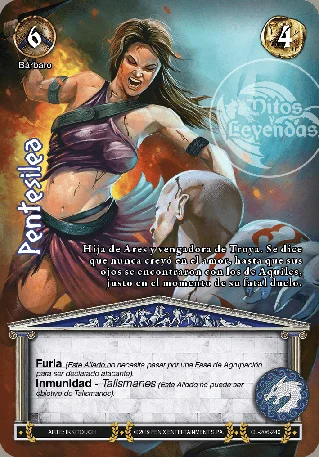 6
4
Bárbaro
Mitos y
Leyendas
Pentesilea
Hija de Ares y vengadora de Troya. Se dice
que nunca creyó en el amor, hasta que sus
ojos se encontraron con los de Aquiles,
justo en el momento de su fatal duelo.
Furia (Este Aliado no necesita pasar por una Fase de Agrupación
para ser declarado atacante).
Inmunidad - Talismanes (Este Aliado no puede ser
objetivo de Talismanes).